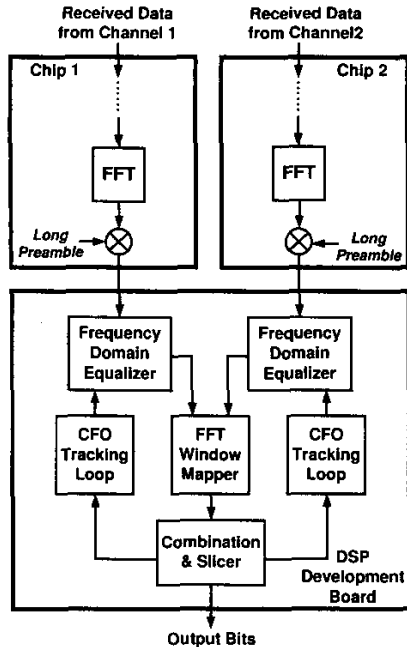 Received Data
from Channel 1
Received Data
from Channel2
Chip 1
Chip 2
FFT
FFT
Long
Preamble
Long
Preamble
Frequency
Domain
Equalizer
Frequency
Domain
Equalizer
CFO
Tracking
Loop
FFT
Window
Mapper
CFO
Tracking
Loop
Combination
& Slicer
DSP
Development
Board
Output Bits